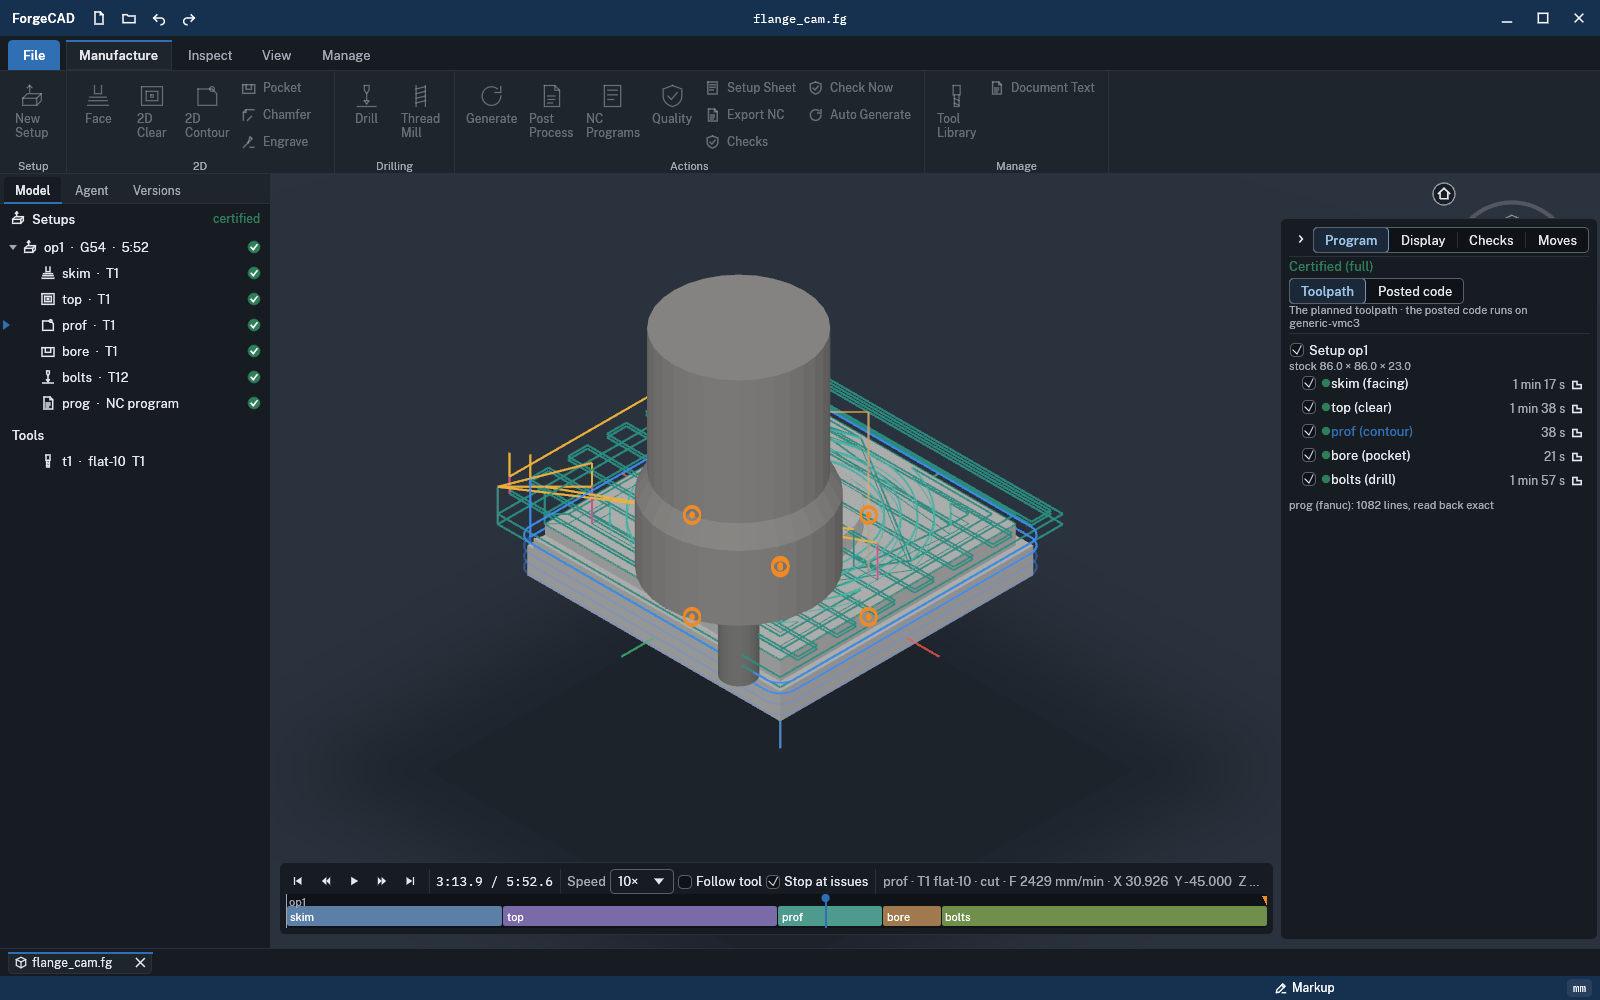 ForgeCAD
flange_cam.fg
File
Manufacture
Inspect
View
Manage
New Setup
Face
2D Clear
2D Contour
Pocket
Chamfer
Engrave
Drill
Thread Mill
Generate
Post Process
NC Programs
Quality
Setup Sheet
Export NC
Checks
Check Now
Auto Generate
Tool Library
Document Text
Setup
2D
Drilling
Actions
Manage
Model
Agent
Versions
Setups
certified
op1 · G54 · 5:52
skim · T1
top · T1
prof · T1
bore · T1
bolts · T12
prog · NC program
Tools
t1 · flat-10 T1
Program
Display
Checks
Moves
Certified (full)
Toolpath
Posted code
The planned toolpath · the posted code runs on
generic-vmc3
Setup op1
stock 86.0 × 86.0 × 23.0
skim (facing) 1 min 17 s
top (clear) 1 min 38 s
prof (contour) 38 s
bore (pocket) 21 s
bolts (drill) 1 min 57 s
prog (fanuc): 1082 lines, read back exact
3:13.9 / 5:52.6
Speed
10×
Follow tool
Stop at issues
prof · T1 flat-10 · cut · F 2429 mm/min · X 30.926 Y -45.000 Z ...
op1
skim
top
prof
bore
bolts
flange_cam.fg
Markup
mm